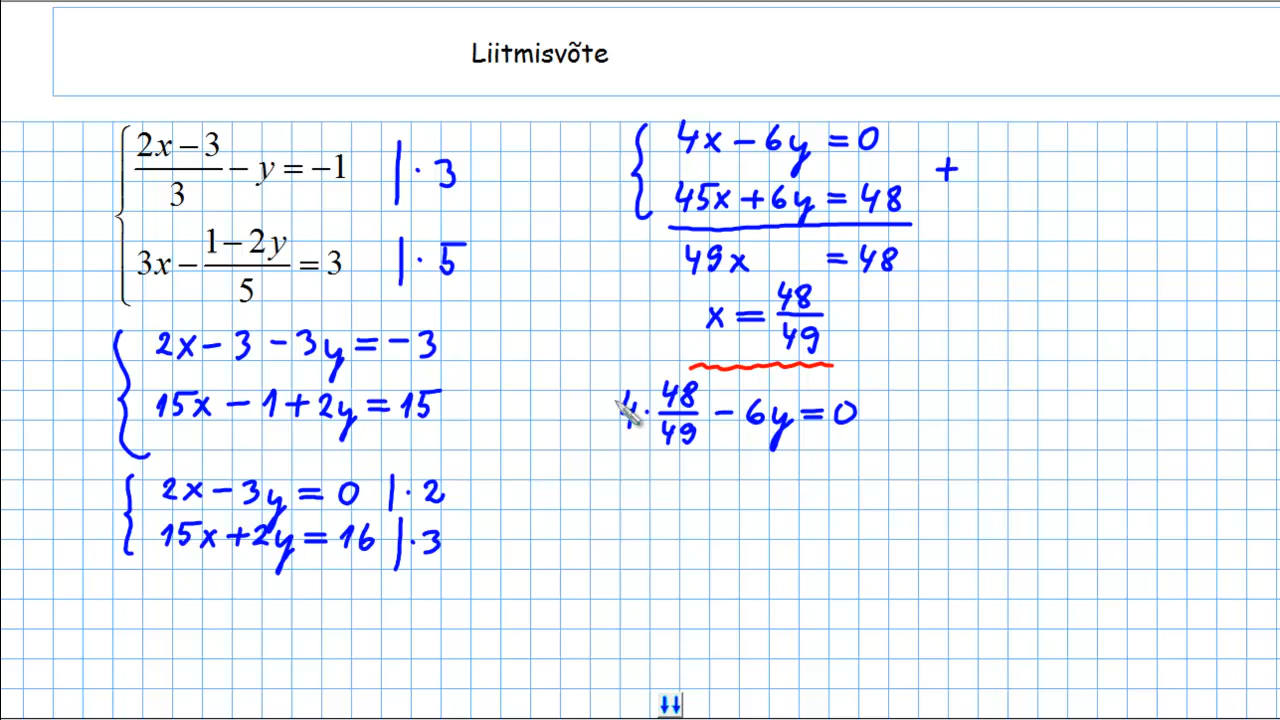 Liitmisvõte
(2x – 3)/3 – y = –1 | · 3
3x – (1 – 2y)/5 = 3 | · 5
2x – 3 – 3y = – 3
15x – 1 + 2y = 15
2x – 3y = 0 | · 2
15x + 2y = 16 | · 3
4x – 6y = 0
+
45x + 6y = 48
49x = 48
x = 48/49
4 · 48/49 – 6y = 0